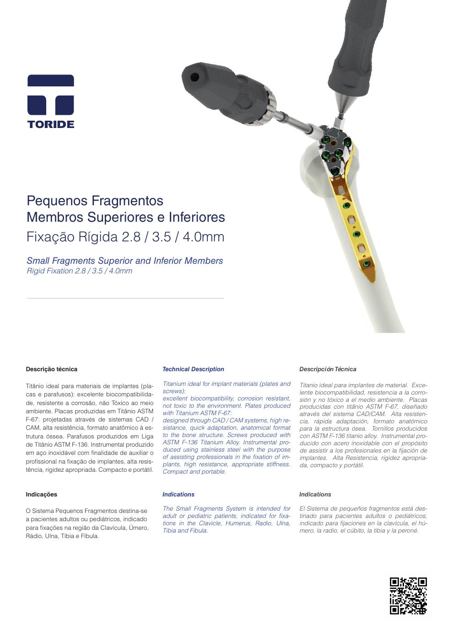 TORIDE
Pequenos Fragmentos
Membros Superiores e Inferiores
Fixação Rígida 2.8 / 3.5 / 4.0mm
Small Fragments Superior and Inferior Members
Rigid Fixation 2.8 / 3.5 / 4.0mm
Descrição técnica
Titânio ideal para materiais de implantes (pla-
cas e parafusos): excelente biocompatibilida-
de, resistente a corrosão, não Tóxico ao meio
ambiente. Placas produzidas em Titânio ASTM
F-67: projetadas através de sistemas CAD /
CAM, alta resistência, formato anatômico à es-
trutura óssea. Parafusos produzidos em Liga
de Titânio F-136. Instrumental produzido
em aço inoxidável com finalidade de auxiliar o
profissional na fixação de implantes, alta resis-
tência, rigidez apropriada. Compacto e portátil.
Technical Description
Titanium ideal for implant materials (plates and
screws):
excellent biocompatibility, corrosion resistant,
not toxic to the environment. Plates produced
with Titanium ASTM F-67:
designed through CAD / CAM systems, high re-
sistance, quick adaptation, anatomical format
to the bone structure. Screws produced with
ASTM F-136 Titanium Alloy. Instrumental pro-
duced using stainless steel with the purpose
of assisting professionals in the fixation of im-
plants, high resistance, appropriate stiffness.
Compact and portable.
Descripción Técnica
Titanio ideal para implantes de material. Exce-
lente biocompatibilidad, resistencia a la corro-
sión y no toxico al el medio ambiente. Placas
producidas con titânio ASTM F-67, diseñado
através del sistema CAD/CAM. Alta resisten-
cia, rápida adaptación, formato anatómico
para la estructura ósea. Tornillos producidos
con ASTM F-136 titanio alloy. Instrumental pro-
ducido con acero inoxidable con el propósito
de assistir a los profesionales en la fijación de
implantes. Alta Resistencia, rigidez apropria-
da, compacto y portátil.
Indicações
O Sistema Pequenos Fragmentos destina-se
a pacientes adultos ou pediátricos, indicado
para fixações na região da Clavícula, Úmero,
Rádio, Ulna, Tíbia e Fíbula.
Indications
The Small Fragments System is intended for
adult or pediatric patients, indicated for fixa-
tions in the Clavicle, Humerus, Radio, Ulna,
Tibia and Fibula.
Indications
El Sistema de pequeños fragmentos está des-
tinado para pacientes adultos o pediátricos,
indicado para fijaciones en la clavícula, el hú-
mero, la radio, el cúbito, la tibia y la peroné.